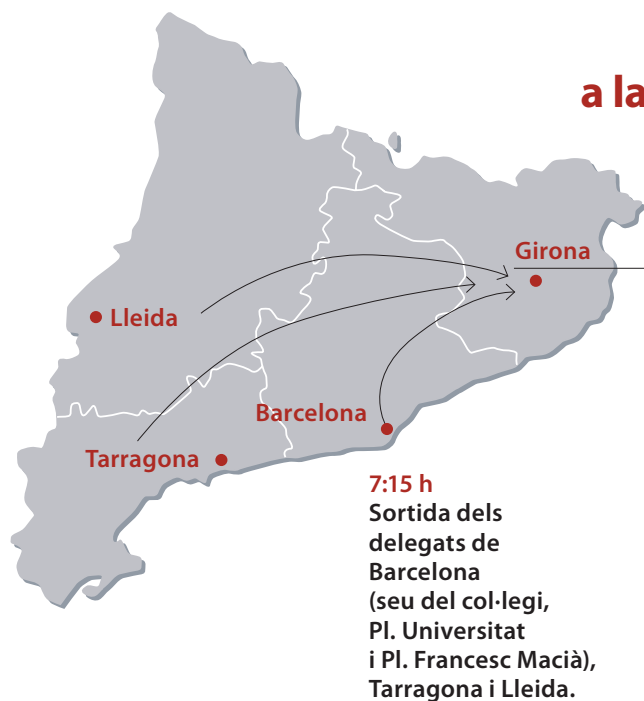 a la
Girona
Lleida
Barcelona
Tarragona
7:15 h
Sortida dels
delegats de
Barcelona
(seu del col·legi,
Pl. Universitat
i Pl. Francesc Macià),
Tarragona i Lleida.